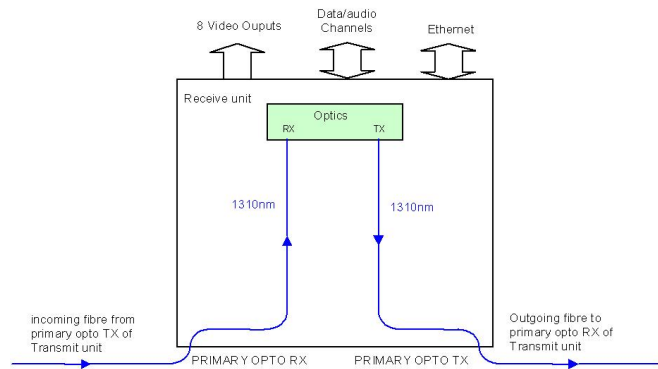 8 Video Ouputs
Data/audio
Channels
Ethernet
Receive unit
Optics
RX
TX
1310nm
1310nm
incoming fibre from
primary opto TX of
Transmit unit
Outgoing fibre to
primary opto RX of
Transmit unit
PRIMARY OPTO RX
PRIMARY OPTO TX